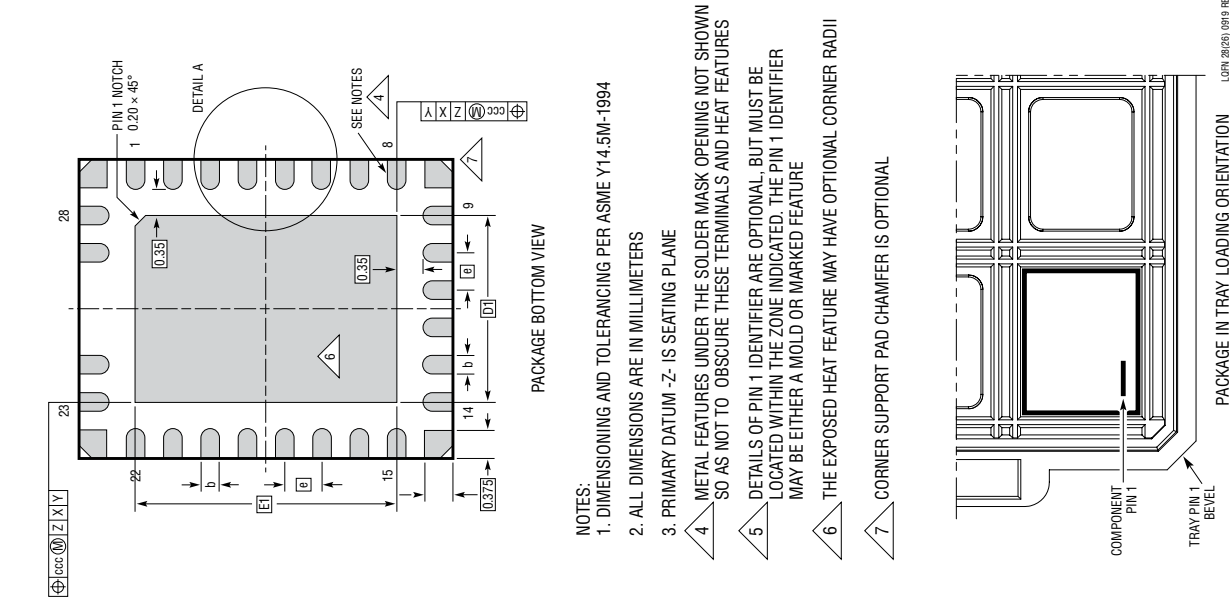 ⌖ ccc Ⓜ Z X Y
28
23
PIN 1 NOTCH
0.20 × 45°
1
DETAIL A
22
0.35
b
E1
6
e
SEE NOTES
4
0.35
15
8
⌖ ccc Ⓜ Z X Y
0.375
14
b
e
9
7
D1
PACKAGE BOTTOM VIEW
NOTES:
1. DIMENSIONING AND TOLERANCING PER ASME Y14.5M-1994
2. ALL DIMENSIONS ARE IN MILLIMETERS
3. PRIMARY DATUM -Z- IS SEATING PLANE
4 METAL FEATURES UNDER THE SOLDER MASK OPENING NOT SHOWN
SO AS NOT TO OBSCURE THESE TERMINALS AND HEAT FEATURES
5 DETAILS OF PIN 1 IDENTIFIER ARE OPTIONAL, BUT MUST BE
LOCATED WITHIN THE ZONE INDICATED. THE PIN 1 IDENTIFIER
MAY BE EITHER A MOLD OR MARKED FEATURE
6 THE EXPOSED HEAT FEATURE MAY HAVE OPTIONAL CORNER RADII
7 CORNER SUPPORT PAD CHAMFER IS OPTIONAL
COMPONENT
PIN 1
TRAY PIN 1
BEVEL
PACKAGE IN TRAY LOADING ORIENTATION
LQFN 28(26) 0919